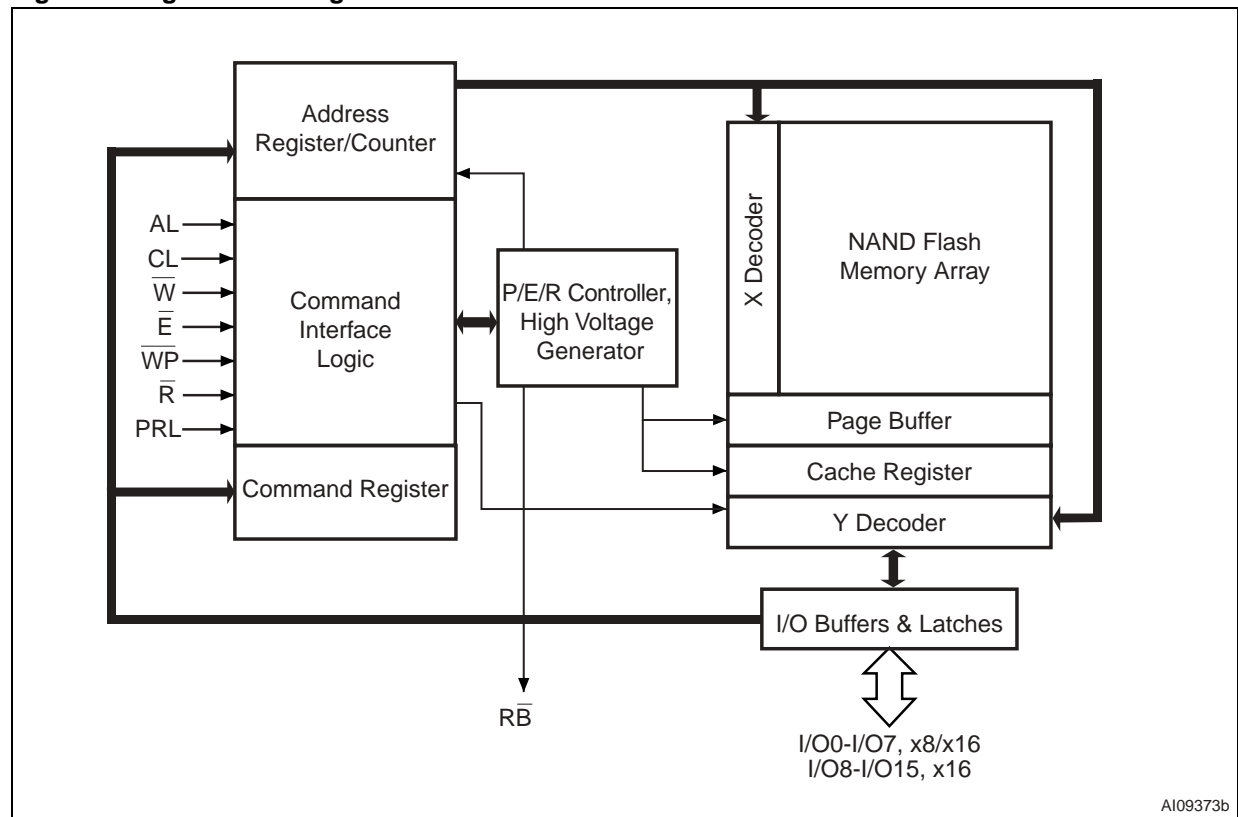 Address
Register/Counter
AL
CL
W̅
E̅
W̅P̅
R̅
PRL
Command
Interface
Logic
Command Register
P/E/R Controller,
High Voltage
Generator
RB̅
X Decoder
NAND Flash
Memory Array
Page Buffer
Cache Register
Y Decoder
I/O Buffers & Latches
I/O0-I/O7, x8/x16
I/O8-I/O15, x16
AI09373b